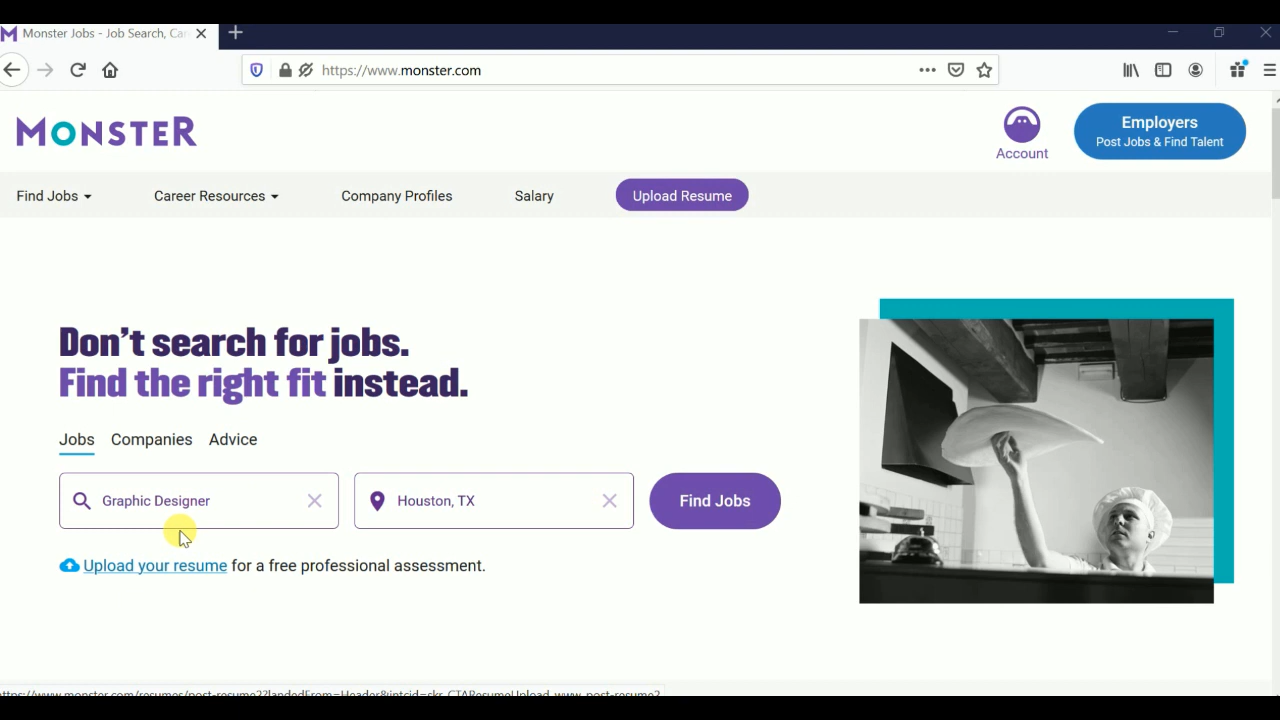 Monster Jobs - Job Search, Car
https://www.monster.com
MONSTER
Account
Employers
Post Jobs & Find Talent
Find Jobs
Career Resources
Company Profiles
Salary
Upload Resume
Don't search for jobs.
Find the right fit instead.
Jobs Companies Advice
Graphic Designer
Houston, TX
Find Jobs
Upload your resume for a free professional assessment.